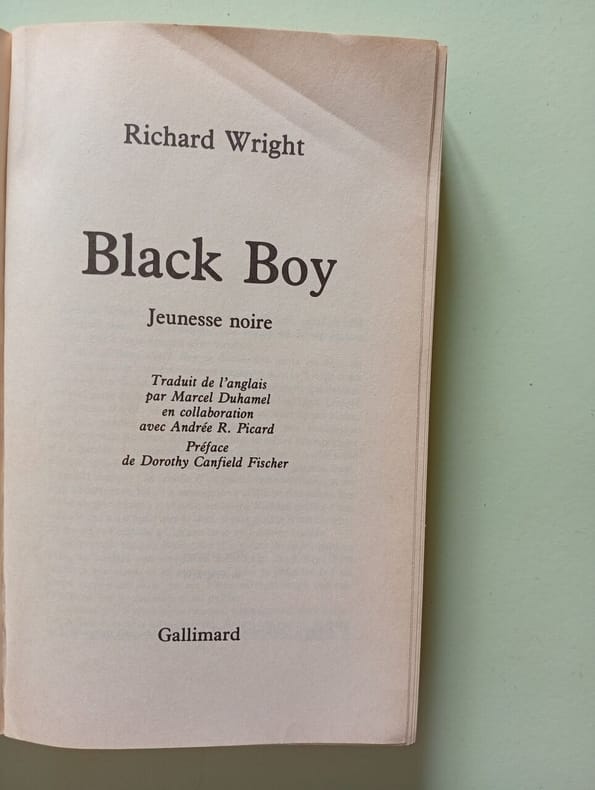 Richard Wright
Black Boy
Jeunesse noire
Traduit de l'anglais
par Marcel Duhamel
en collaboration
avec Andrée R. Picard
Préface
de Dorothy Canfield Fischer
Gallimard